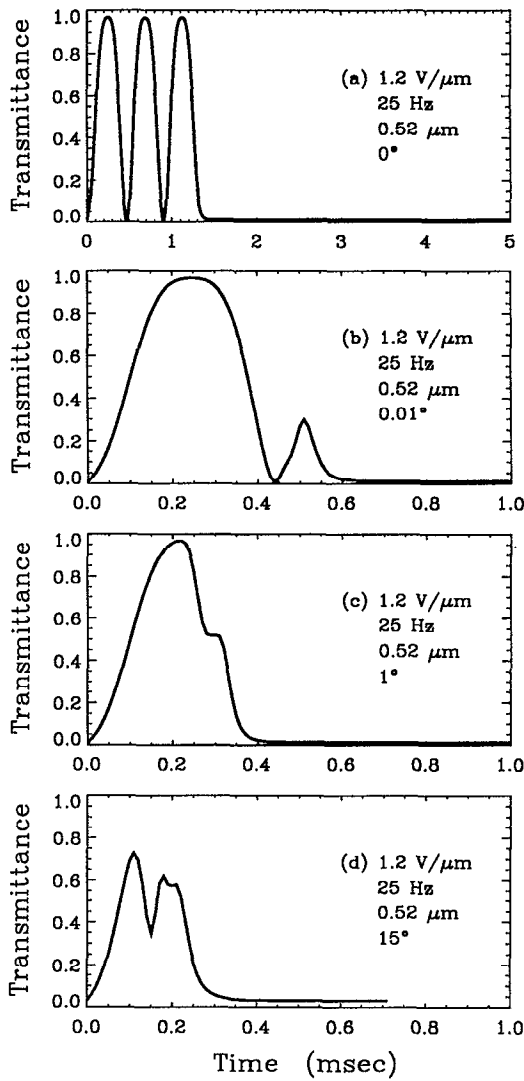 1.0
0.8
0.6
0.4
0.2
0.0
Transmittance
(a) 1.2 V/μm
25 Hz
0.52 μm
0°
0 1 2 3 4 5
1.0
0.8
0.6
0.4
0.2
0.0
Transmittance
(b) 1.2 V/μm
25 Hz
0.52 μm
0.01°
0.0 0.2 0.4 0.6 0.8 1.0
1.0
0.8
0.6
0.4
0.2
0.0
Transmittance
(c) 1.2 V/μm
25 Hz
0.52 μm
1°
0.0 0.2 0.4 0.6 0.8 1.0
1.0
0.8
0.6
0.4
0.2
0.0
Transmittance
(d) 1.2 V/μm
25 Hz
0.52 μm
15°
0.0 0.2 0.4 0.6 0.8 1.0
Time (msec)